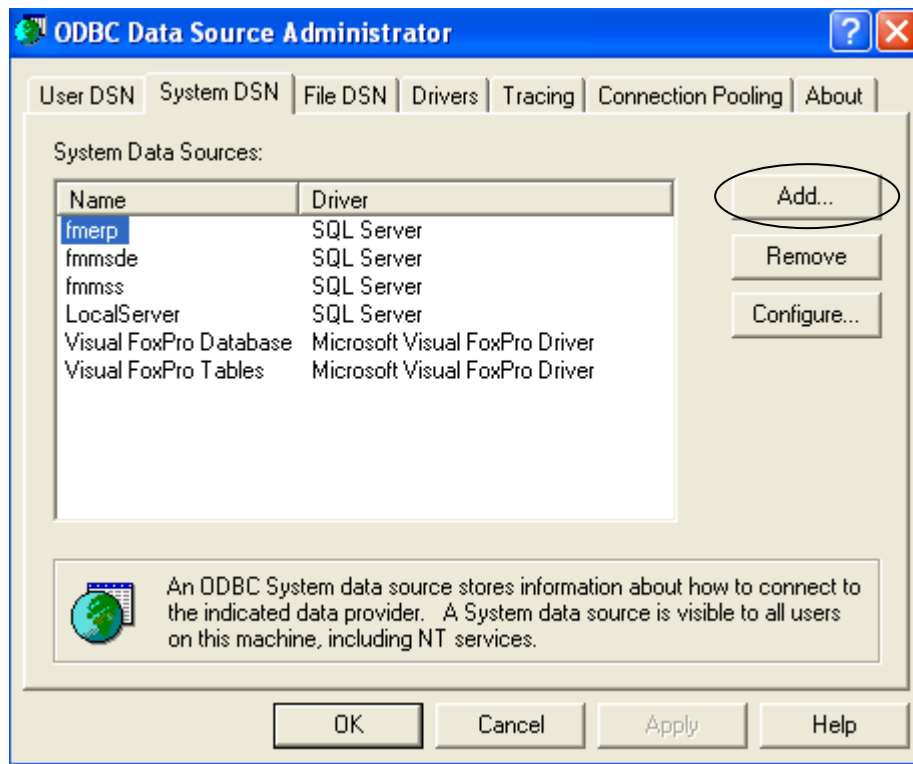 ODBC Data Source Administrator
User DSN System DSN File DSN Drivers Tracing Connection Pooling About
System Data Sources:
Name Driver
fmerp SQL Server
fmmsde SQL Server
fmmss SQL Server
LocalServer SQL Server
Visual FoxPro Database Microsoft Visual FoxPro Driver
Visual FoxPro Tables Microsoft Visual FoxPro Driver
Add...
Remove
Configure...
An ODBC System data source stores information about how to connect to
the indicated data provider. A System data source is visible to all users
on this machine, including NT services.
OK Cancel Apply Help